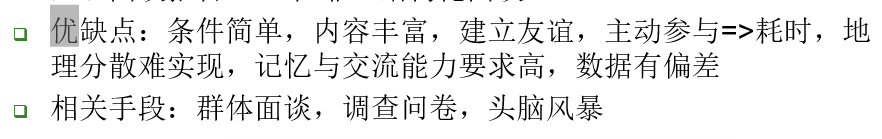 优缺点：条件简单，内容丰富，建立友谊，主动参与=>耗时，地
理分散难实现，记忆与交流能力要求高，数据有偏差
相关手段：群体面谈，调查问卷，头脑风暴